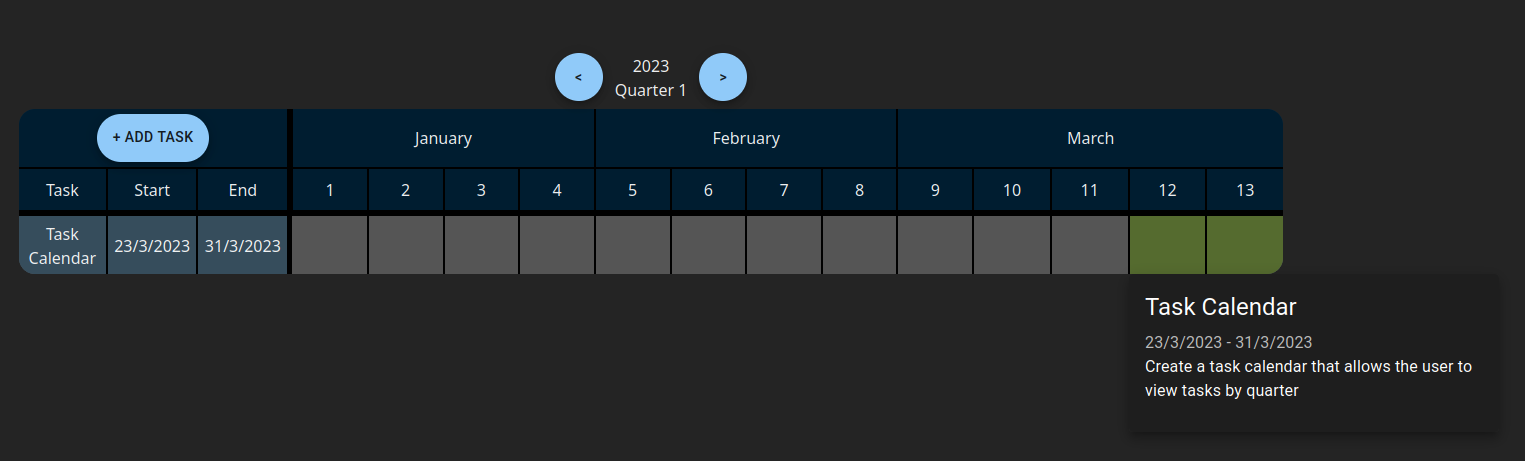 <
2023
Quarter 1
>
+ ADD TASK
January
February
March
Task
Start
End
1
2
3
4
5
6
7
8
9
10
11
12
13
Task
Calendar
23/3/2023
31/3/2023
Task Calendar
23/3/2023 - 31/3/2023
Create a task calendar that allows the user to
view tasks by quarter